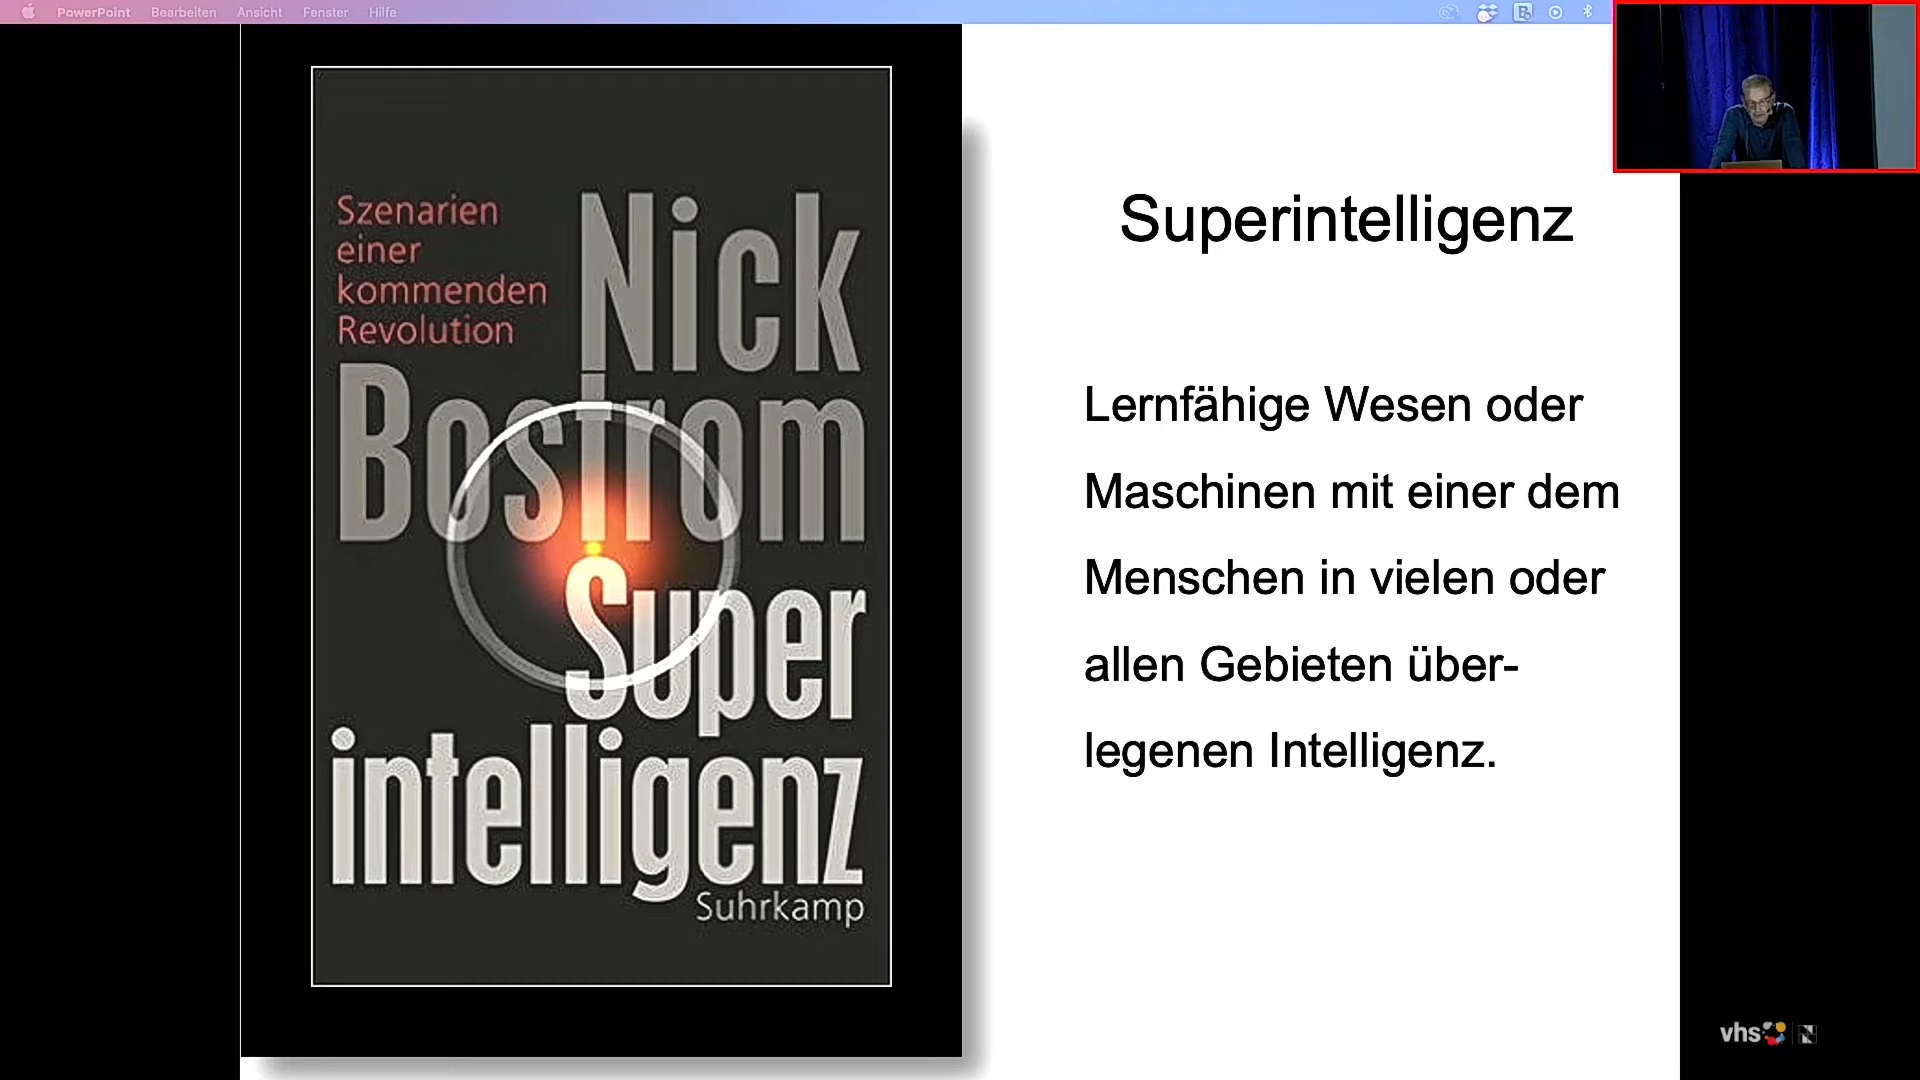 PowerPoint Bearbeiten Ansicht Fenster Hilfe
Szenarien
einer
kommenden
Revolution
Nick
Bostrom
Super
intelligenz
Suhrkamp
Superintelligenz
Lernfähige Wesen oder
Maschinen mit einer dem
Menschen in vielen oder
allen Gebieten über-
legenen Intelligenz.
vhs